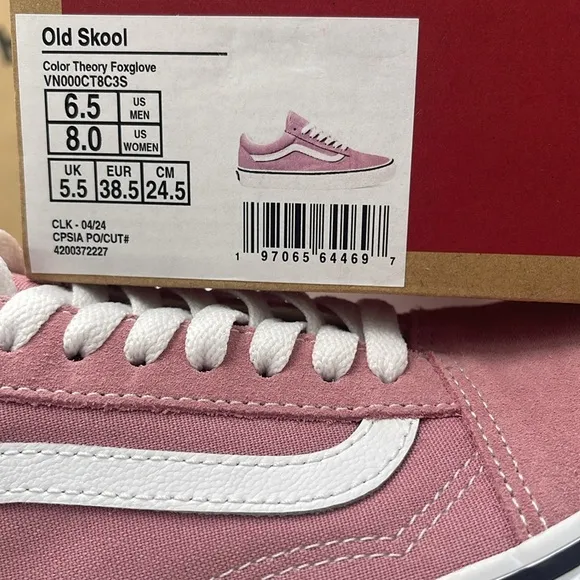 Old Skool
Color Theory Foxglove
VN000CT8C3S
6.5 US MEN
8.0 US WOMEN
UK EUR CM
5.5 38.5 24.5
CLK - 04/24
CPSIA PO/CUT#
4200372227
1 97065 64469 7